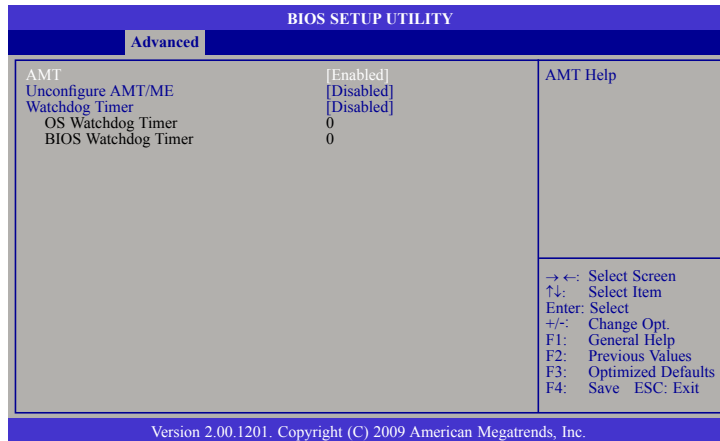 BIOS SETUP UTILITY
Advanced
AMT [Enabled]
Unconfigure AMT/ME [Disabled]
Watchdog Timer [Disabled]
OS Watchdog Timer 0
BIOS Watchdog Timer 0
AMT Help
→ ←: Select Screen
↑↓: Select Item
Enter: Select
+/-: Change Opt.
F1: General Help
F2: Previous Values
F3: Optimized Defaults
F4: Save ESC: Exit
Version 2.00.1201. Copyright (C) 2009 American Megatrends, Inc.